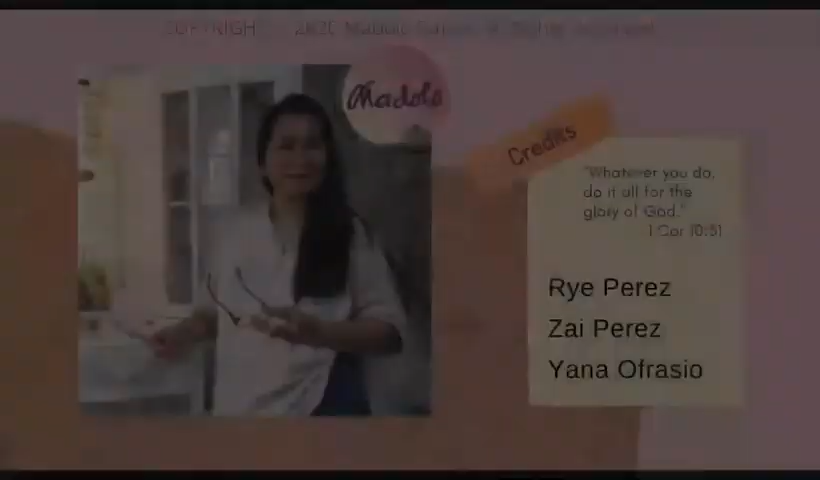 Madolo
Credits
"Whatever you do,
do it all for the
glory of God."
1 Cor 10:31
Rye Perez
Zai Perez
Yana Ofrasio